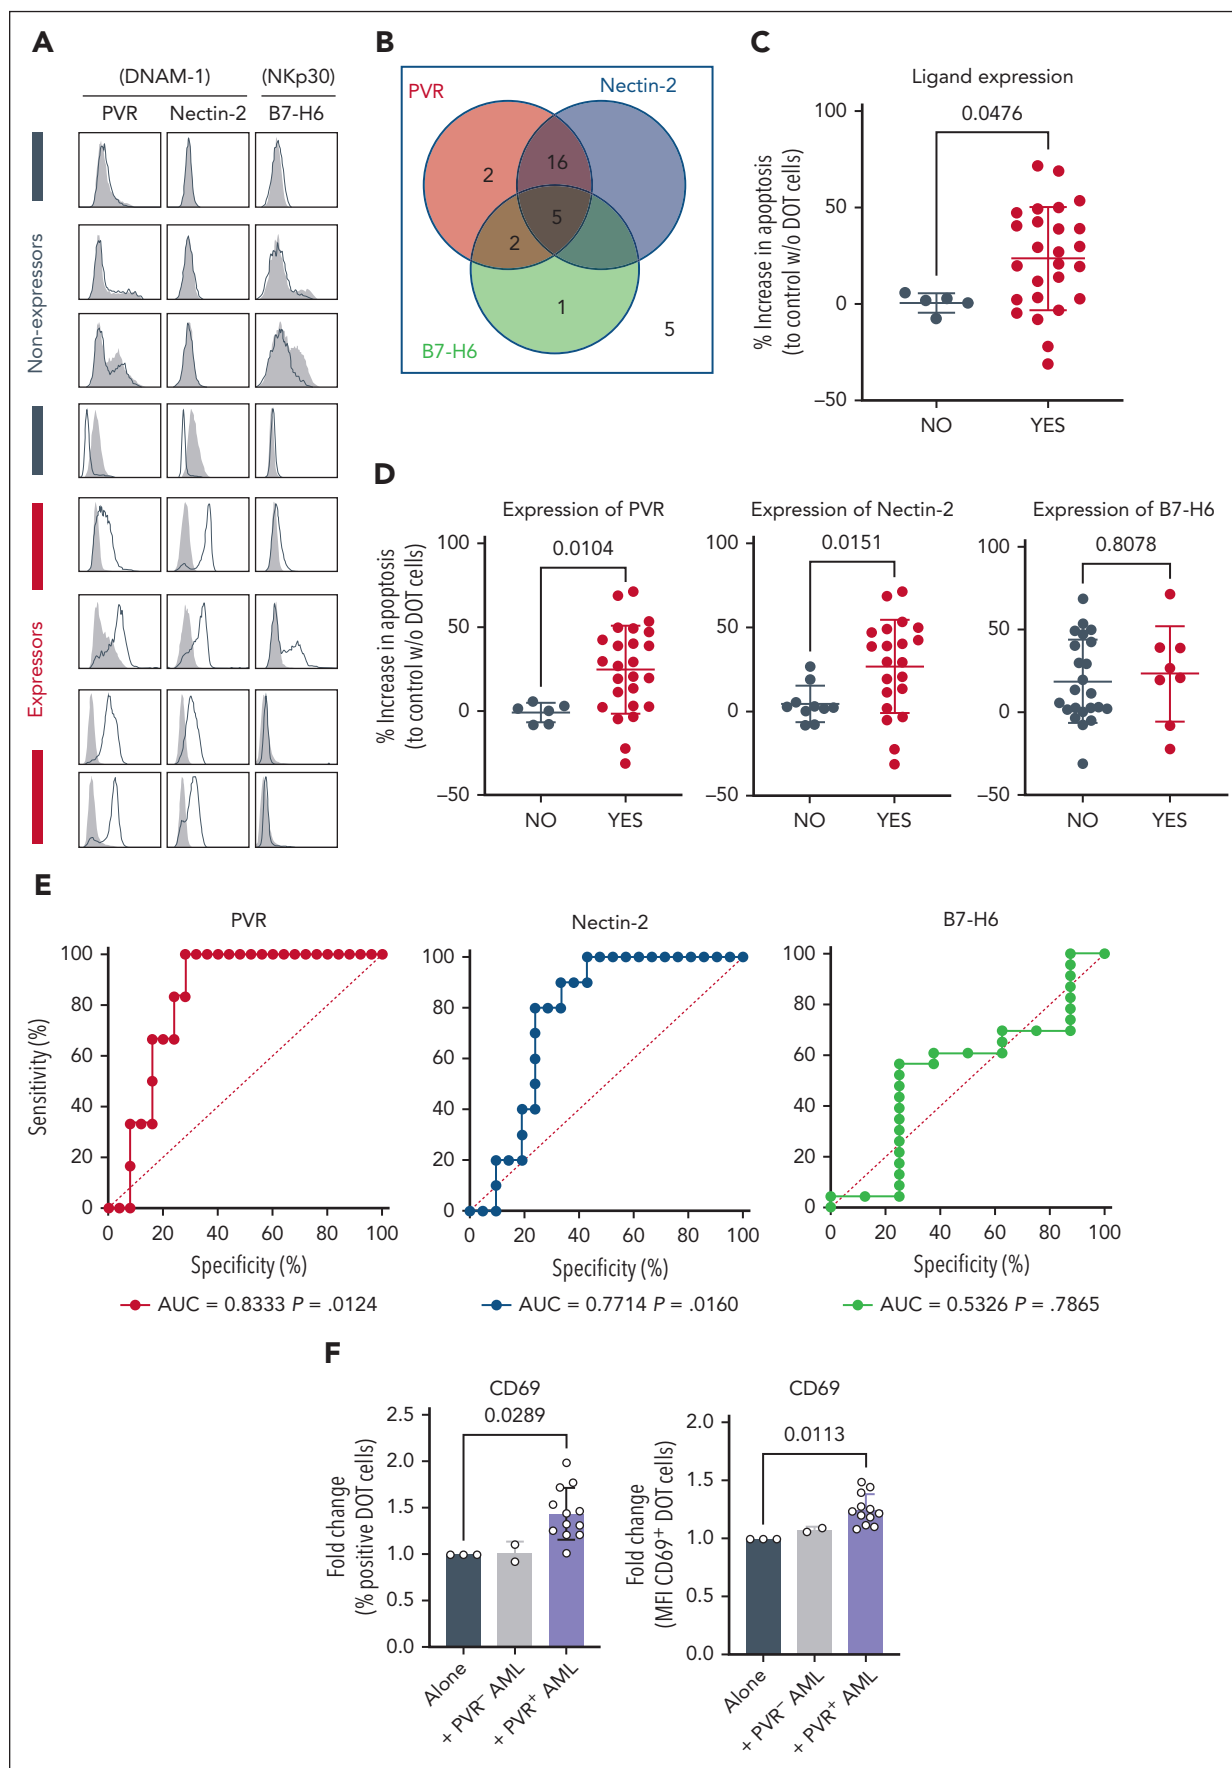 A
(DNAM-1)
(NKp30)
PVR
Nectin-2
B7-H6
Non-expressors
Expressors
B
PVR
Nectin-2
B7-H6
2
16
5
2
1
5
C
Ligand expression
0.0476
% Increase in apoptosis
(to control w/o DOT cells)
100
50
0
–50
NO
YES
D
% Increase in apoptosis
(to control w/o DOT cells)
Expression of PVR
0.0104
100
50
0
–50
NO
YES
Expression of Nectin-2
0.0151
100
50
0
–50
NO
YES
Expression of B7-H6
0.8078
100
50
0
–50
NO
YES
E
PVR
Sensitivity (%)
100
80
60
40
20
0
0 20 40 60 80 100
Specificity (%)
AUC = 0.8333 P = .0124
Nectin-2
100
80
60
40
20
0
0 20 40 60 80 100
Specificity (%)
AUC = 0.7714 P = .0160
B7-H6
100
80
60
40
20
0
0 20 40 60 80 100
Specificity (%)
AUC = 0.5326 P = .7865
F
CD69
0.0289
Fold change
(% positive DOT cells)
2.5
2.0
1.5
1.0
0.5
0.0
Alone
+ PVR⁻ AML
+ PVR⁺ AML
CD69
0.0113
Fold change
(MFI CD69⁺ DOT cells)
2.0
1.5
1.0
0.5
0.0
Alone
+ PVR⁻ AML
+ PVR⁺ AML